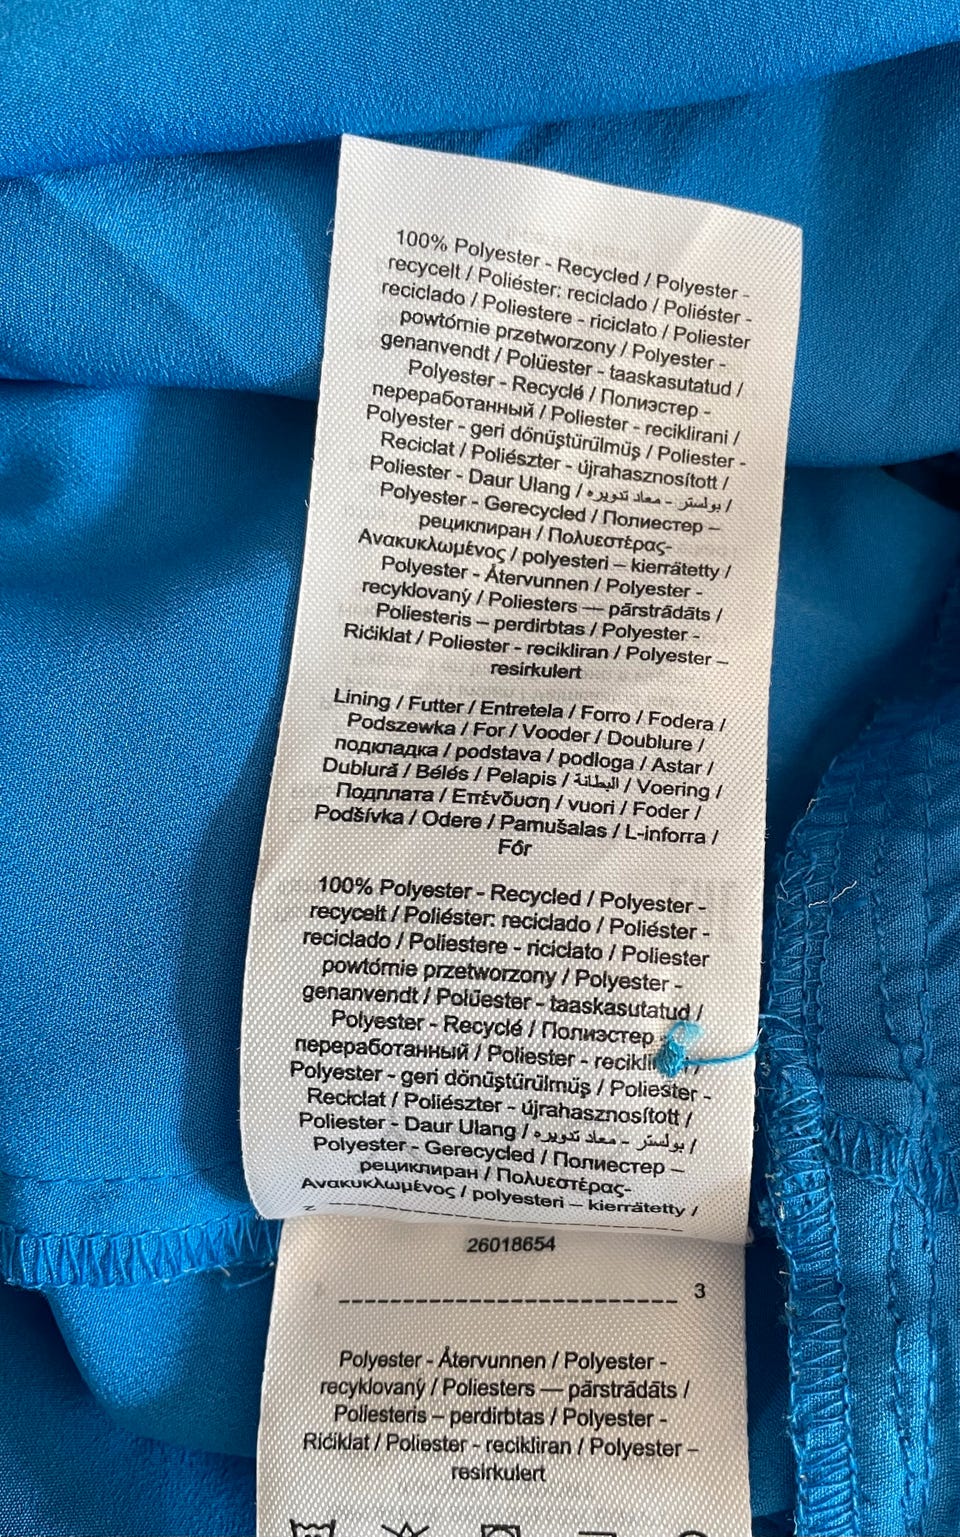 100% Polyester - Recycled / Polyester -
recycelt / Poliéster: reciclado / Poliéster -
reciclado / Poliestere - riciclato / Poliester
powtórnie przetworzony / Polyester -
genanvendt / Polüester - taaskasutatud /
Polyester - Recyclé / Полиэстер -
переработанный / Poliester - reciklirani /
Polyester - geri dönüştürülmüş / Poliester -
Reciclat / Poliészter - újrahasznosított /
Poliester - Daur Ulang / بولستر - معاد تدويره /
Polyester - Gerecycled / Полиестер –
рециклиран / Πολυεστέρας-
Ανακυκλωμένος / polyesteri – kierrätetty /
Polyester - Återvunnen / Polyester -
recyklovaný / Poliesters — pārstrādāts /
Poliesteris – perdirbtas / Polyester -
Riċiklat / Poliester - recikliran / Polyester –
resirkulert
Lining / Futter / Entretela / Forro / Fodera /
Podszewka / For / Vooder / Doublure /
подкладка / podstava / podloga / Astar /
Dublură / Bélés / Pelapis / البطانة / Voering /
Подплата / Επένδυση / vuori / Foder /
Podšívka / Odere / Pamušalas / L-inforra /
Fôr
100% Polyester - Recycled / Polyester -
recycelt / Poliéster: reciclado / Poliéster -
reciclado / Poliestere - riciclato / Poliester
powtórnie przetworzony / Polyester -
genanvendt / Polüester - taaskasutatud /
Polyester - Recyclé / Полиэстер
переработанный / Poliester -
Polyester - geri dönüştürülmüş / Poliester -
Reciclat / Poliészter - újrahasznosított /
Poliester - Daur Ulang / بولستر - معاد تدويره /
Polyester - Gerecycled / Полиестер –
рециклиран / Πολυεστέρας-
Ανακυκλωμένος / polyesteri – kierrätetty /
2
26018654
3
Polyester - Återvunnen / Polyester -
recyklovaný / Poliesters — pārstrādāts /
Poliesteris – perdirbtas / Polyester -
Riċiklat / Poliester - recikliran / Polyester –
resirkulert